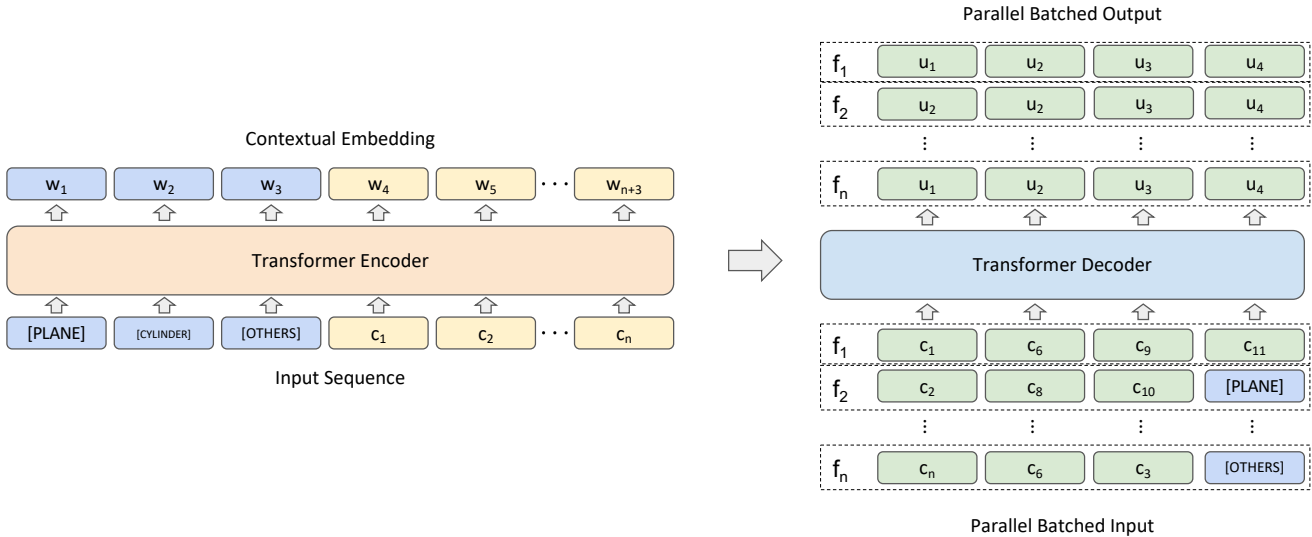 Parallel Batched Output
f1 u1 u2 u3 u4
f2 u2 u2 u3 u4
⋮ ⋮ ⋮ ⋮
fn u1 u2 u3 u4
Transformer Decoder
f1 c1 c6 c9 c11
f2 c2 c8 c10 [PLANE]
⋮ ⋮ ⋮ ⋮
fn cn c6 c3 [OTHERS]
Parallel Batched Input
Contextual Embedding
w1 w2 w3 w4 w5 ··· wn+3
Transformer Encoder
[PLANE] [CYLINDER] [OTHERS] c1 c2 ··· cn
Input Sequence